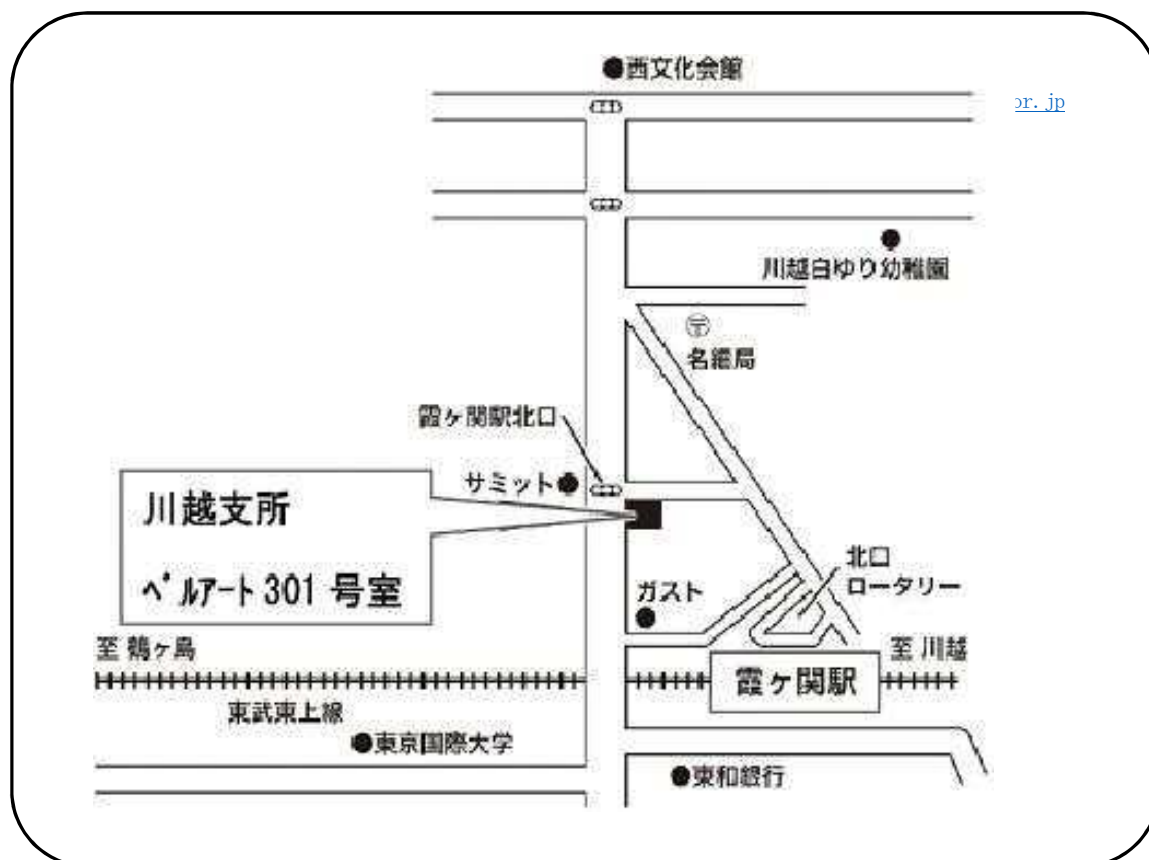 西文化会館
or.jp
川越白ゆり幼稚園
〒
名細局
霞ヶ関駅北口
サミット
川越支所
ベルアート 301 号室
北口
ロータリー
ガスト
至 鶴ヶ島
至 川越
霞ヶ関駅
東武東上線
東京国際大学
東和銀行